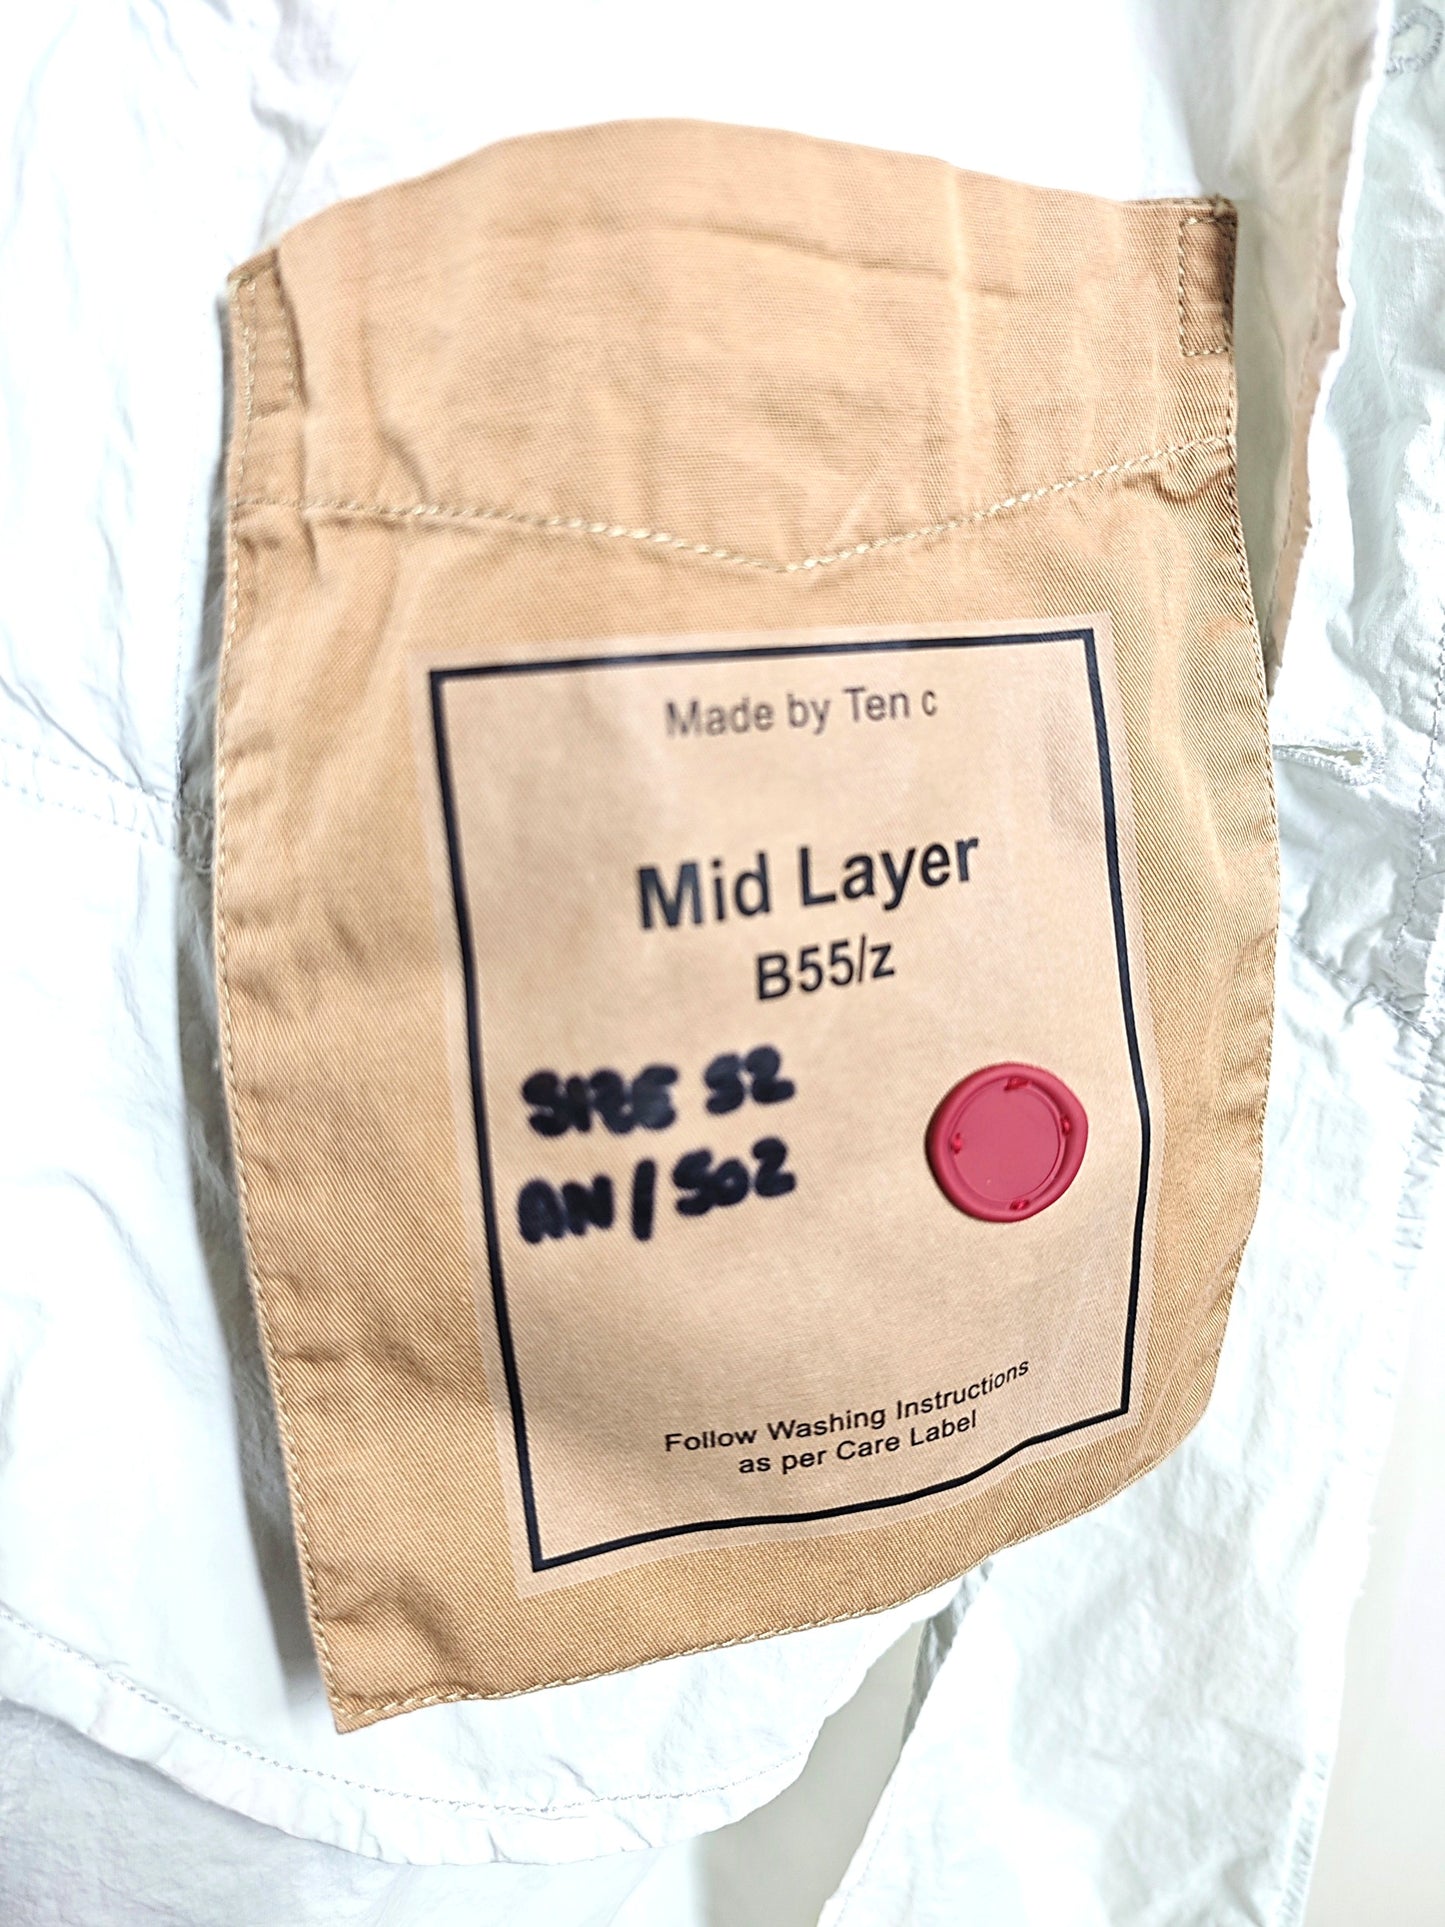 Made by Ten c
Mid Layer
B55/z
SIZE 52
AN/502
Follow Washing Instructions
as per Care Label